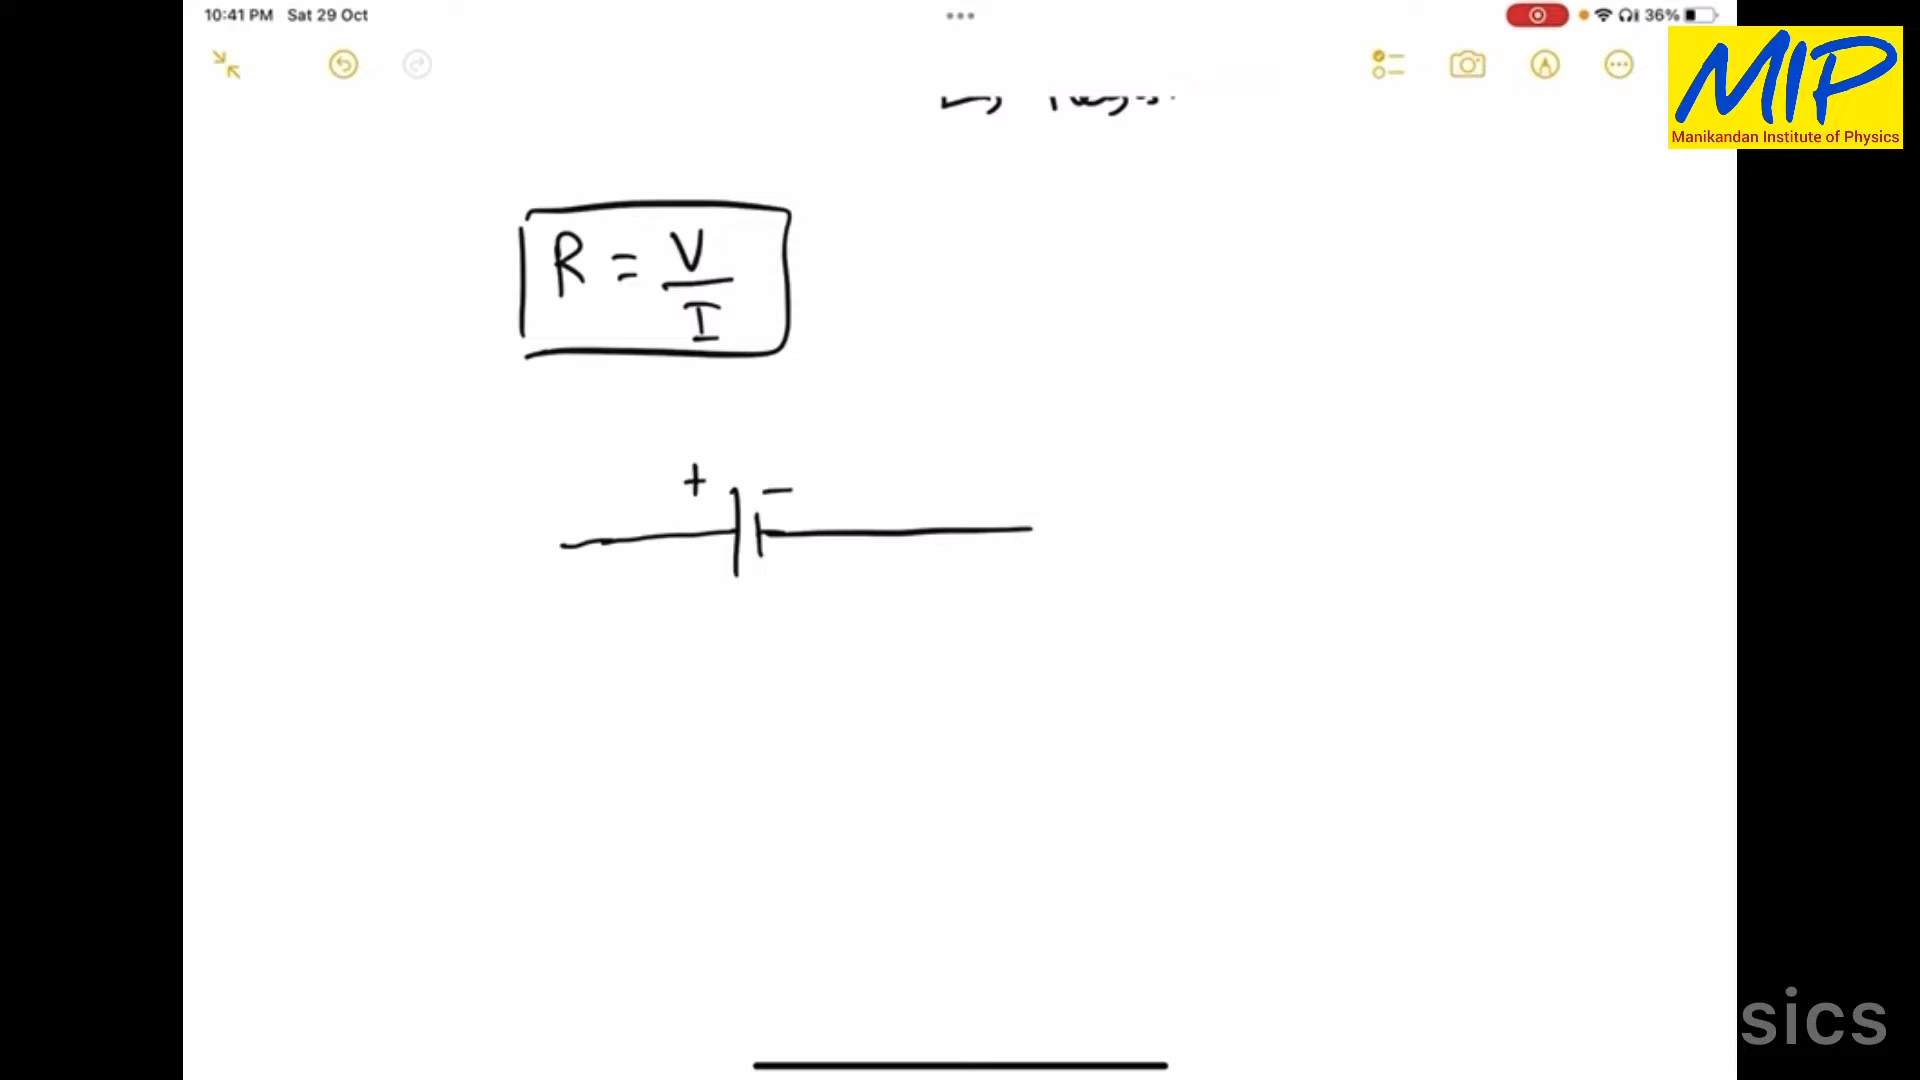 10:41 PM Sat 29 Oct
36%
MIP
Manikandan Institute of Physics
R = V
I
+ −
sics